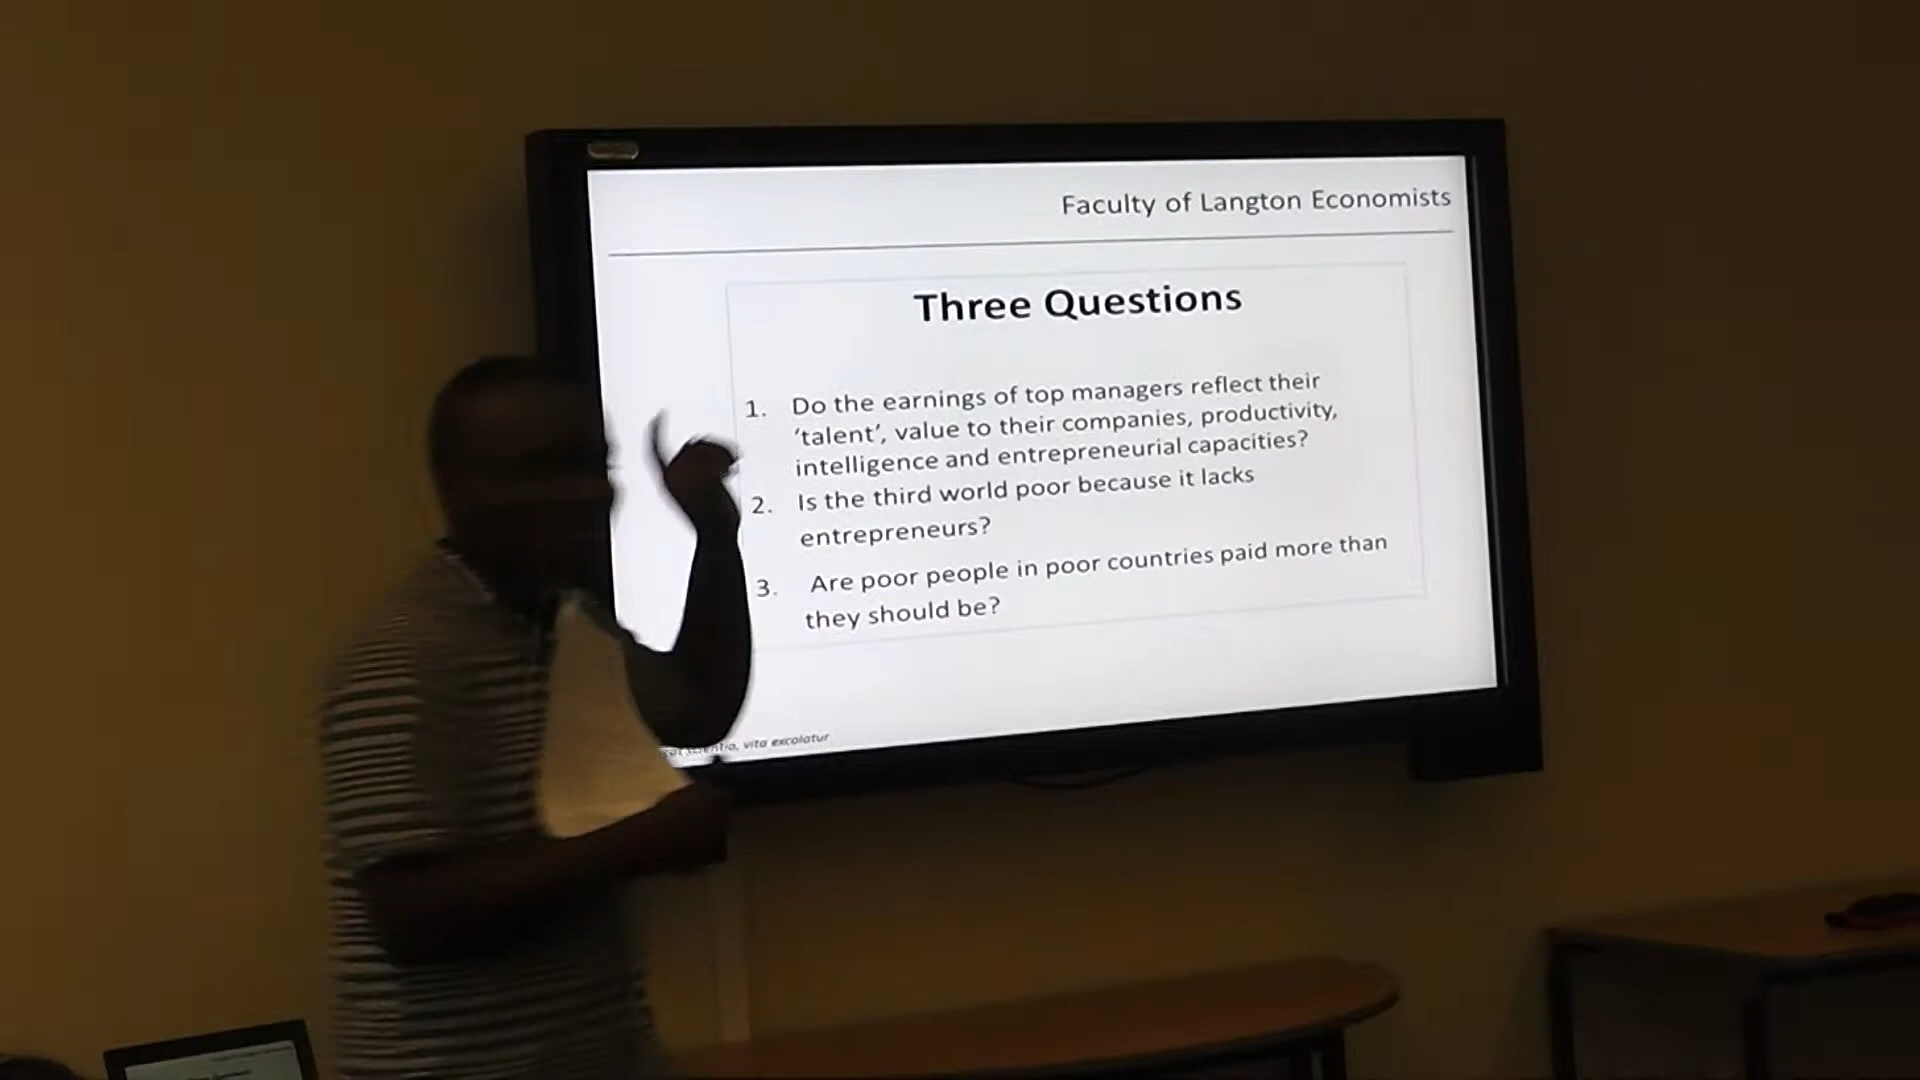 Faculty of Langton Economists
Three Questions
1. Do the earnings of top managers reflect their
‘talent’, value to their companies, productivity,
intelligence and entrepreneurial capacities?
2. Is the third world poor because it lacks
entrepreneurs?
3. Are poor people in poor countries paid more than
they should be?
vita excolatur